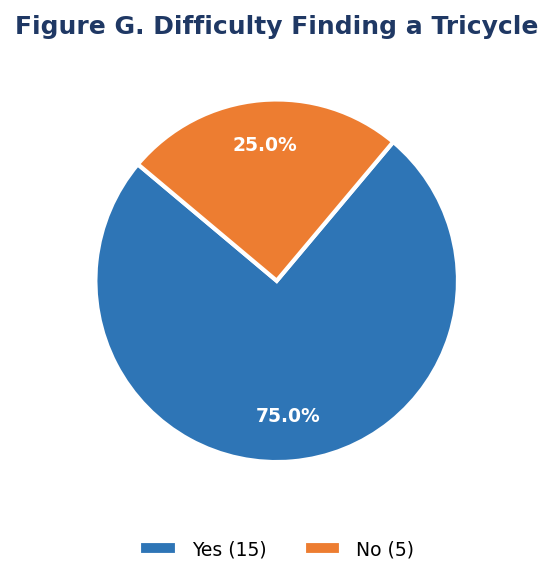 Figure G. Difficulty Finding a Tricycle
25.0%
75.0%
Yes (15) No (5)